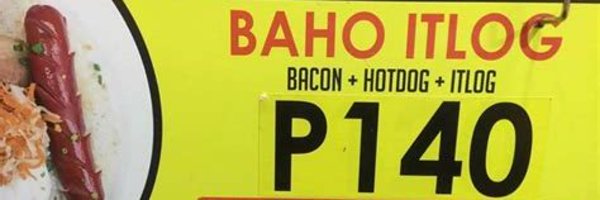 BAHO ITLOG
BACON + HOTDOG + ITLOG
P140